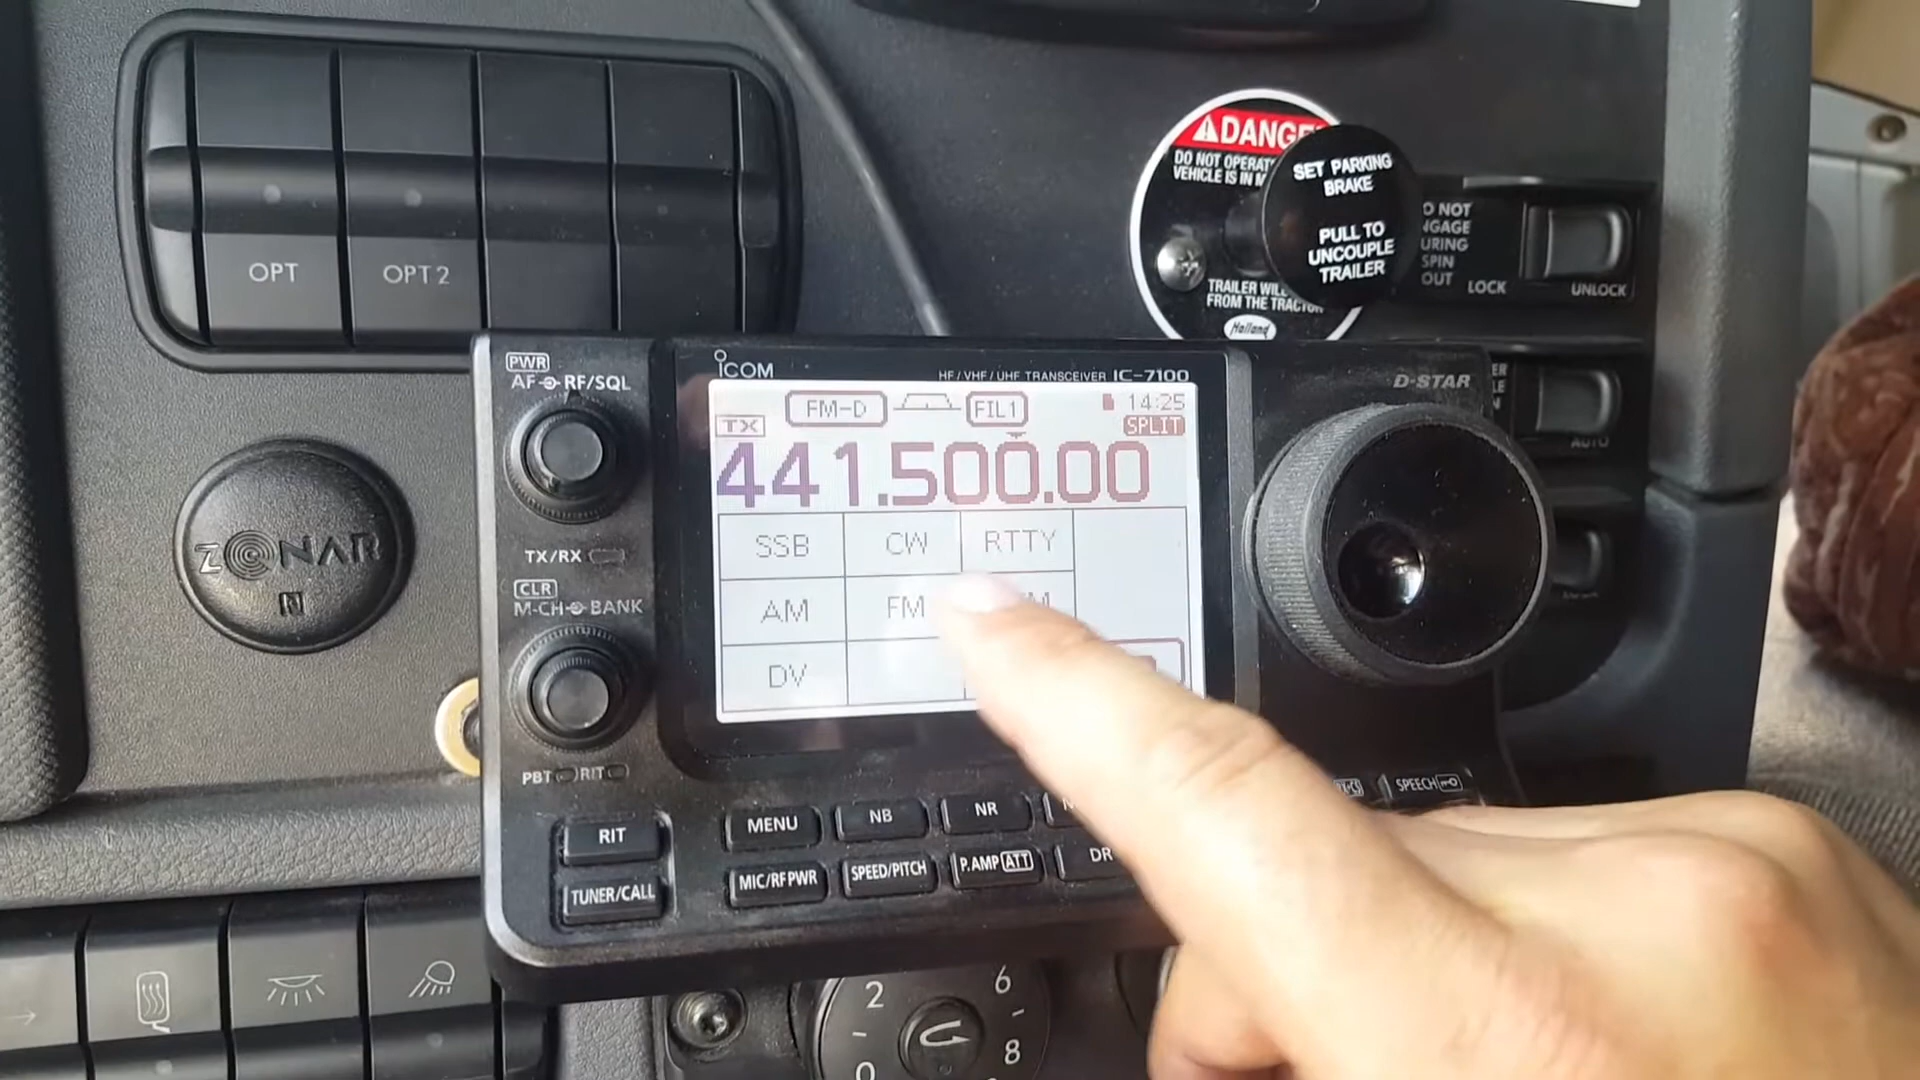 OPT
OPT 2
DANGE
DO NOT OPERAT
VEHICLE IS IN M
TRAILER WILL
FROM THE TRACTOR
Holland
SET PARKING
BRAKE
PULL TO
UNCOUPLE
TRAILER
O NOT
NGAGE
URING
SPIN
OUT
LOCK
UNLOCK
AUTO
ZONAR
PWR
AF RF/SQL
TX/RX
CLR
M-CH BANK
PBT RIT
RIT
TUNER/CALL
ICOM
HF/VHF/UHF TRANSCEIVER IC-7100
D-STAR
FM-D FIL1 14:25
TX SPLIT
441.500.00
SSB CW RTTY
AM FM
DV
MENU NB NR
MIC/RF PWR SPEED/PITCH P.AMP ATT DR
SPEECH
2 6
8
0